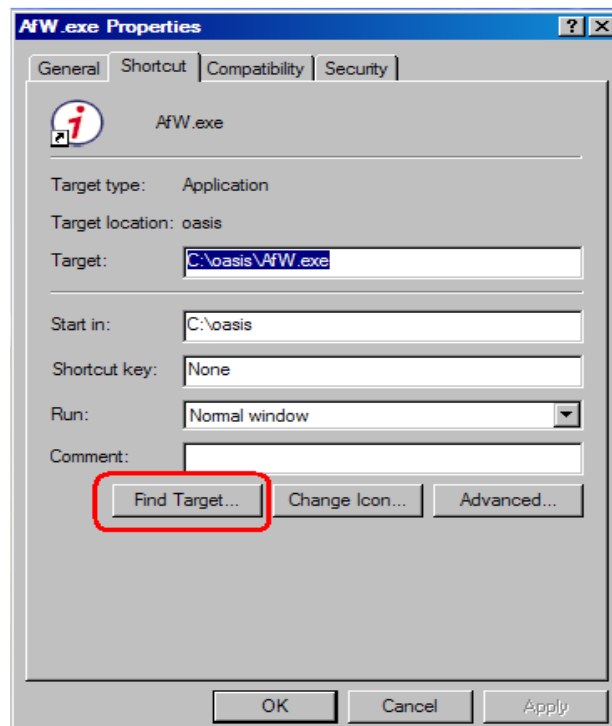 AfW.exe Properties
General Shortcut Compatibility Security
AfW.exe
Target type: Application
Target location: oasis
Target: C:\oasis\AfW.exe
Start in: C:\oasis
Shortcut key: None
Run: Normal window
Comment:
Find Target... Change Icon... Advanced...
OK Cancel Apply